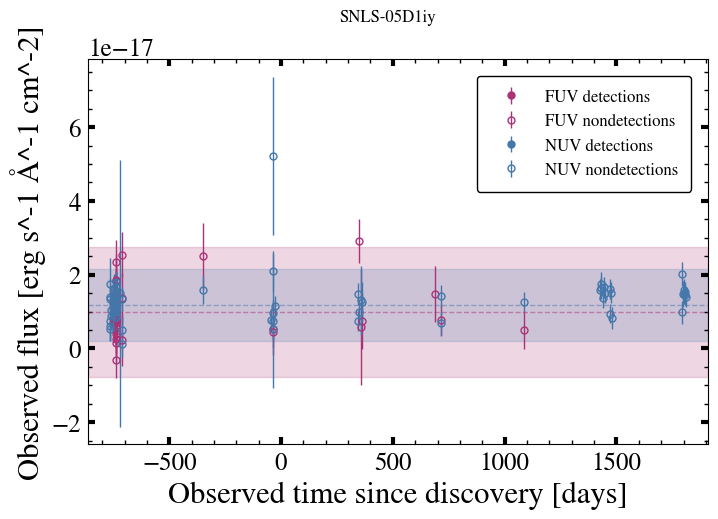 SNLS-05D1iy
1e−17
Observed flux [erg s^-1 Å^-1 cm^-2]
6
4
2
0
−2
FUV detections
FUV nondetections
NUV detections
NUV nondetections
−500 0 500 1000 1500
Observed time since discovery [days]